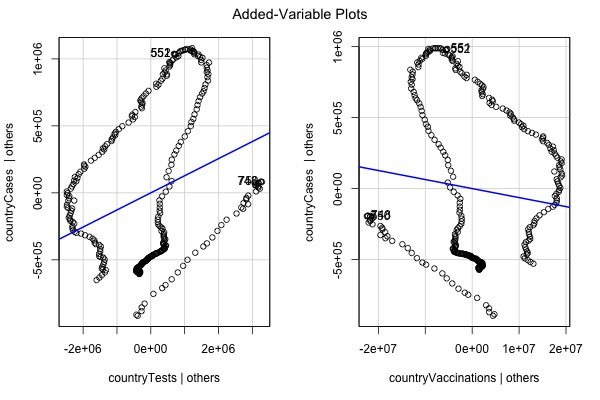 Added-Variable Plots
countryCases | others
-5e+05 0e+00 5e+05 1e+06
552
-2e+06 0e+00 2e+06
countryTests | others
countryCases | others
-5e+05 0e+00 5e+05 1e+06
552
-2e+07 0e+00 1e+07 2e+07
countryVaccinations | others